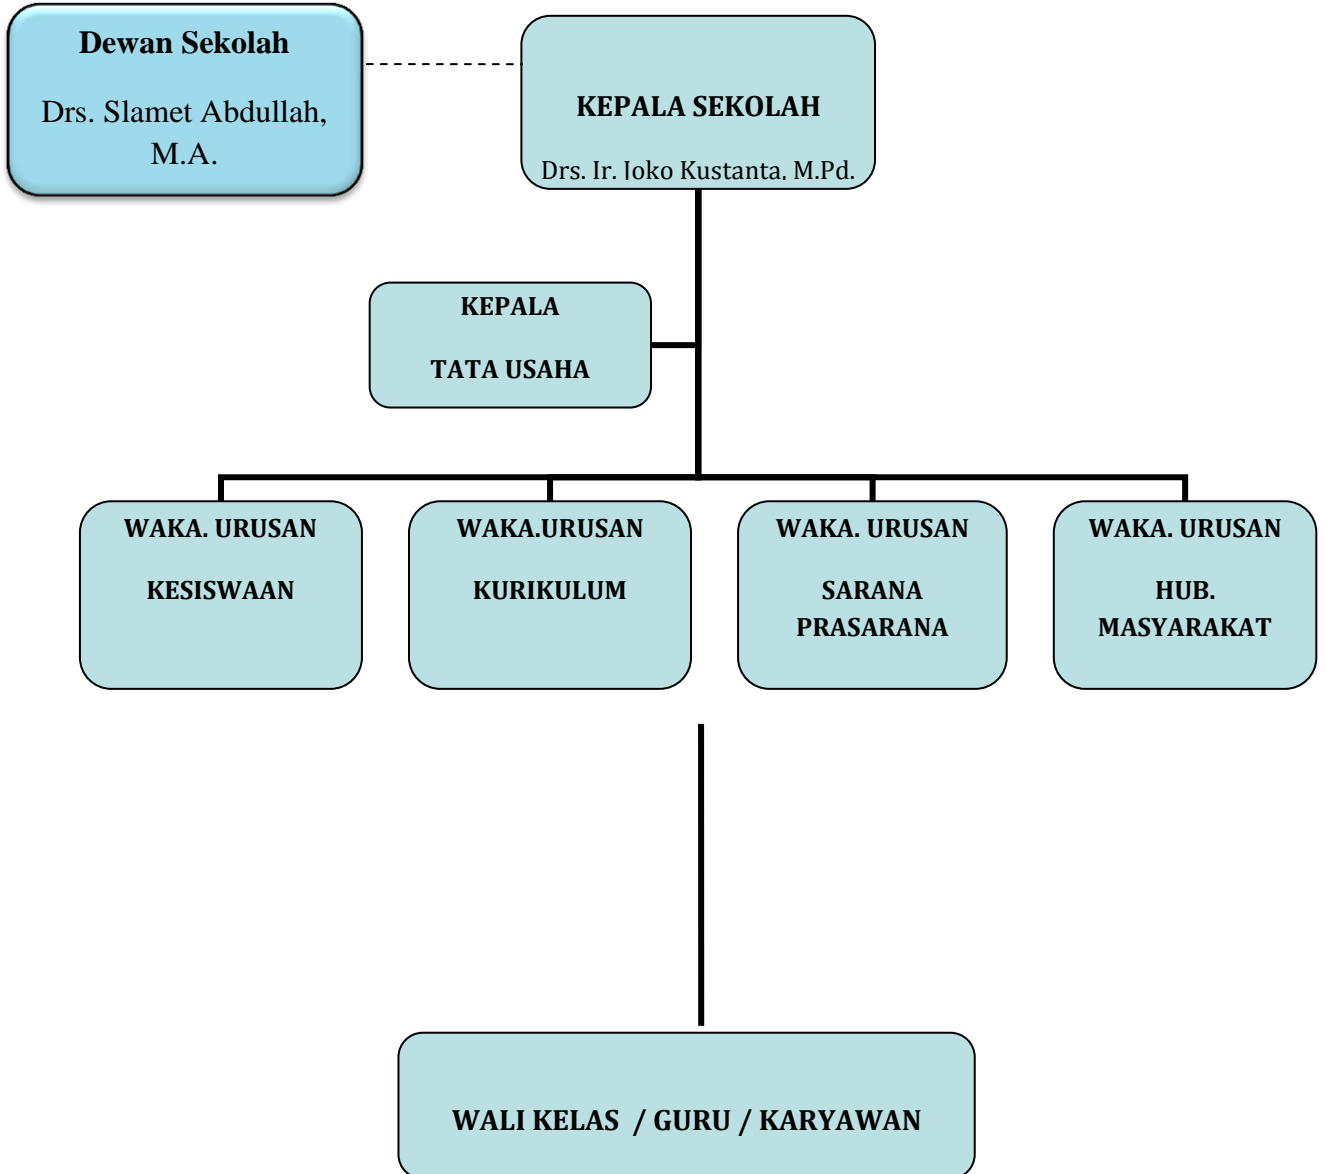 Dewan Sekolah
Drs. Slamet Abdullah,
M.A.
KEPALA SEKOLAH
Drs. Ir. Joko Kustanta, M.Pd.
KEPALA
TATA USAHA
WAKA. URUSAN
KESISWAAN
WAKA.URUSAN
KURIKULUM
WAKA. URUSAN
SARANA
PRASARANA
WAKA. URUSAN
HUB.
MASYARAKAT
WALI KELAS / GURU / KARYAWAN